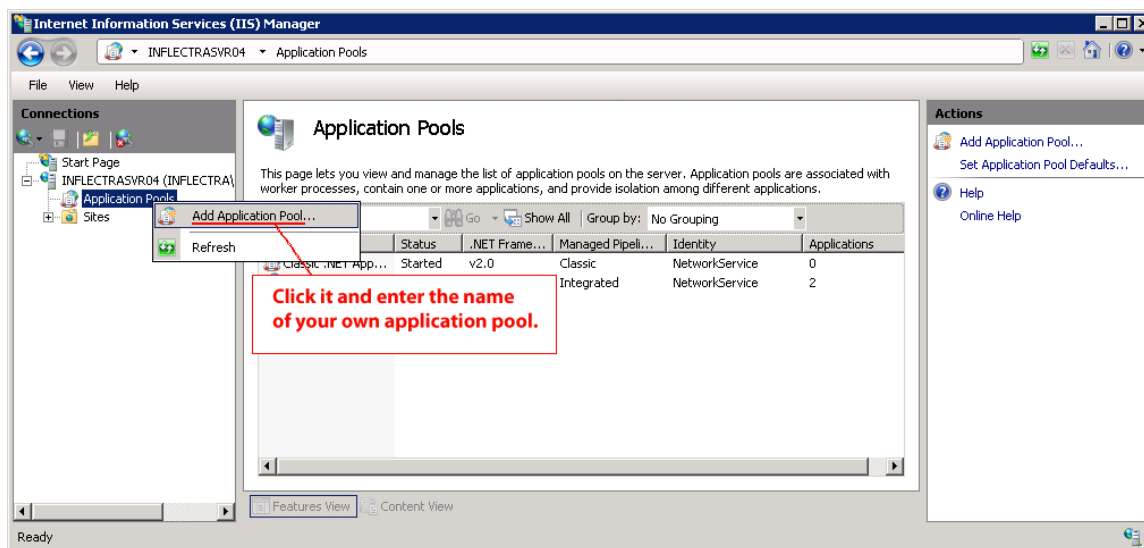 Internet Information Services (IIS) Manager
INFLECTRASVR04 Application Pools
File View Help
Connections
Start Page
INFLECTRASVR04 (INFLECTRA\
Application Pools
Sites
Add Application Pool...
Refresh
Application Pools
This page lets you view and manage the list of application pools on the server. Application pools are associated with
worker processes, contain one or more applications, and provide isolation among different applications.
Go Show All Group by: No Grouping
Status .NET Frame... Managed Pipeli... Identity Applications
Classic .NET App... Started v2.0 Classic NetworkService 0
Integrated NetworkService 2
Click it and enter the name
of your own application pool.
Features View Content View
Actions
Add Application Pool...
Set Application Pool Defaults...
Help
Online Help
Ready